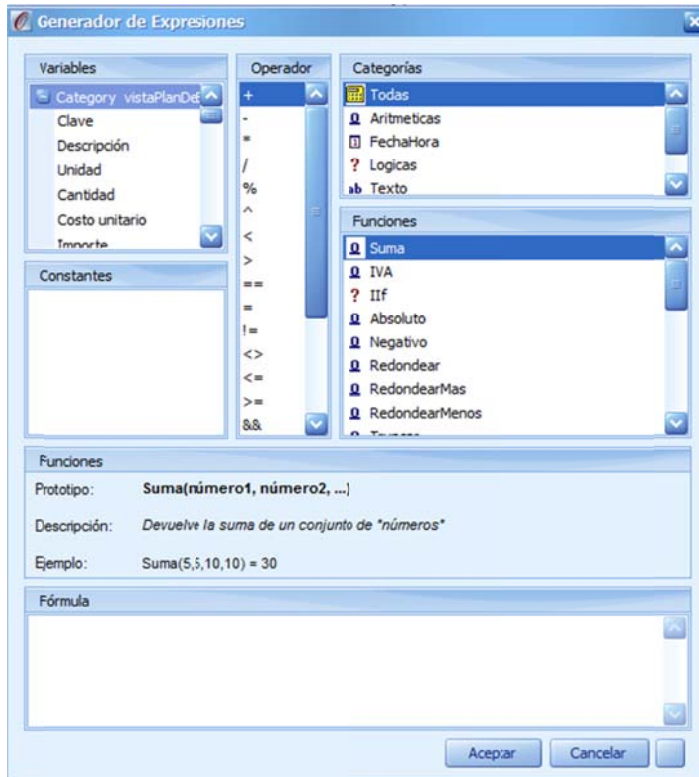 Generador de Expresiones
Variables
Category vistaPlanDe
Clave
Descripción
Unidad
Cantidad
Costo unitario
Importe
Constantes
Operador
+
-
*
/
%
^
<
>
==
=
!=
<>
<=
>=
&&
Categorías
Todas
Aritmeticas
FechaHora
? Logicas
ab Texto
Funciones
Suma
IVA
? IIf
Absoluto
Negativo
Redondear
RedondearMas
RedondearMenos
Funciones
Prototipo: Suma(número1, número2, ...)
Descripción: Devuelve la suma de un conjunto de "números"
Ejemplo: Suma(5,5,10,10) = 30
Fórmula
Aceptar Cancelar